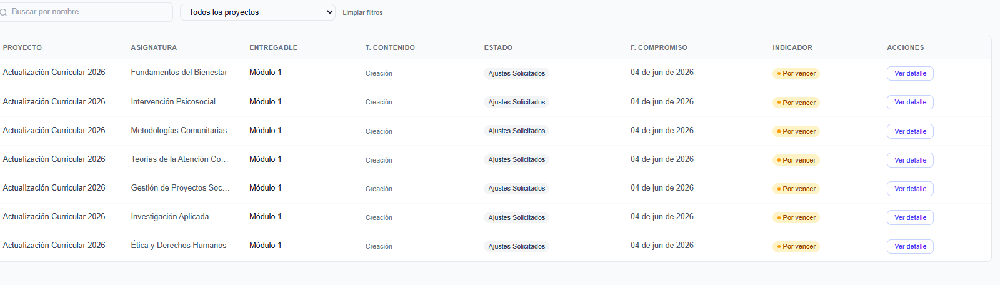 Buscar por nombre... Todos los proyectos Limpiar filtros
PROYECTO ASIGNATURA ENTREGABLE T. CONTENIDO ESTADO F. COMPROMISO INDICADOR ACCIONES
Actualización Curricular 2026 Fundamentos del Bienestar Módulo 1 Creación Ajustes Solicitados 04 de jun de 2026 Por vencer Ver detalle
Actualización Curricular 2026 Intervención Psicosocial Módulo 1 Creación Ajustes Solicitados 04 de jun de 2026 Por vencer Ver detalle
Actualización Curricular 2026 Metodologías Comunitarias Módulo 1 Creación Ajustes Solicitados 04 de jun de 2026 Por vencer Ver detalle
Actualización Curricular 2026 Teorías de la Atención Co... Módulo 1 Creación Ajustes Solicitados 04 de jun de 2026 Por vencer Ver detalle
Actualización Curricular 2026 Gestión de Proyectos Soc... Módulo 1 Creación Ajustes Solicitados 04 de jun de 2026 Por vencer Ver detalle
Actualización Curricular 2026 Investigación Aplicada Módulo 1 Creación Ajustes Solicitados 04 de jun de 2026 Por vencer Ver detalle
Actualización Curricular 2026 Ética y Derechos Humanos Módulo 1 Creación Ajustes Solicitados 04 de jun de 2026 Por vencer Ver detalle